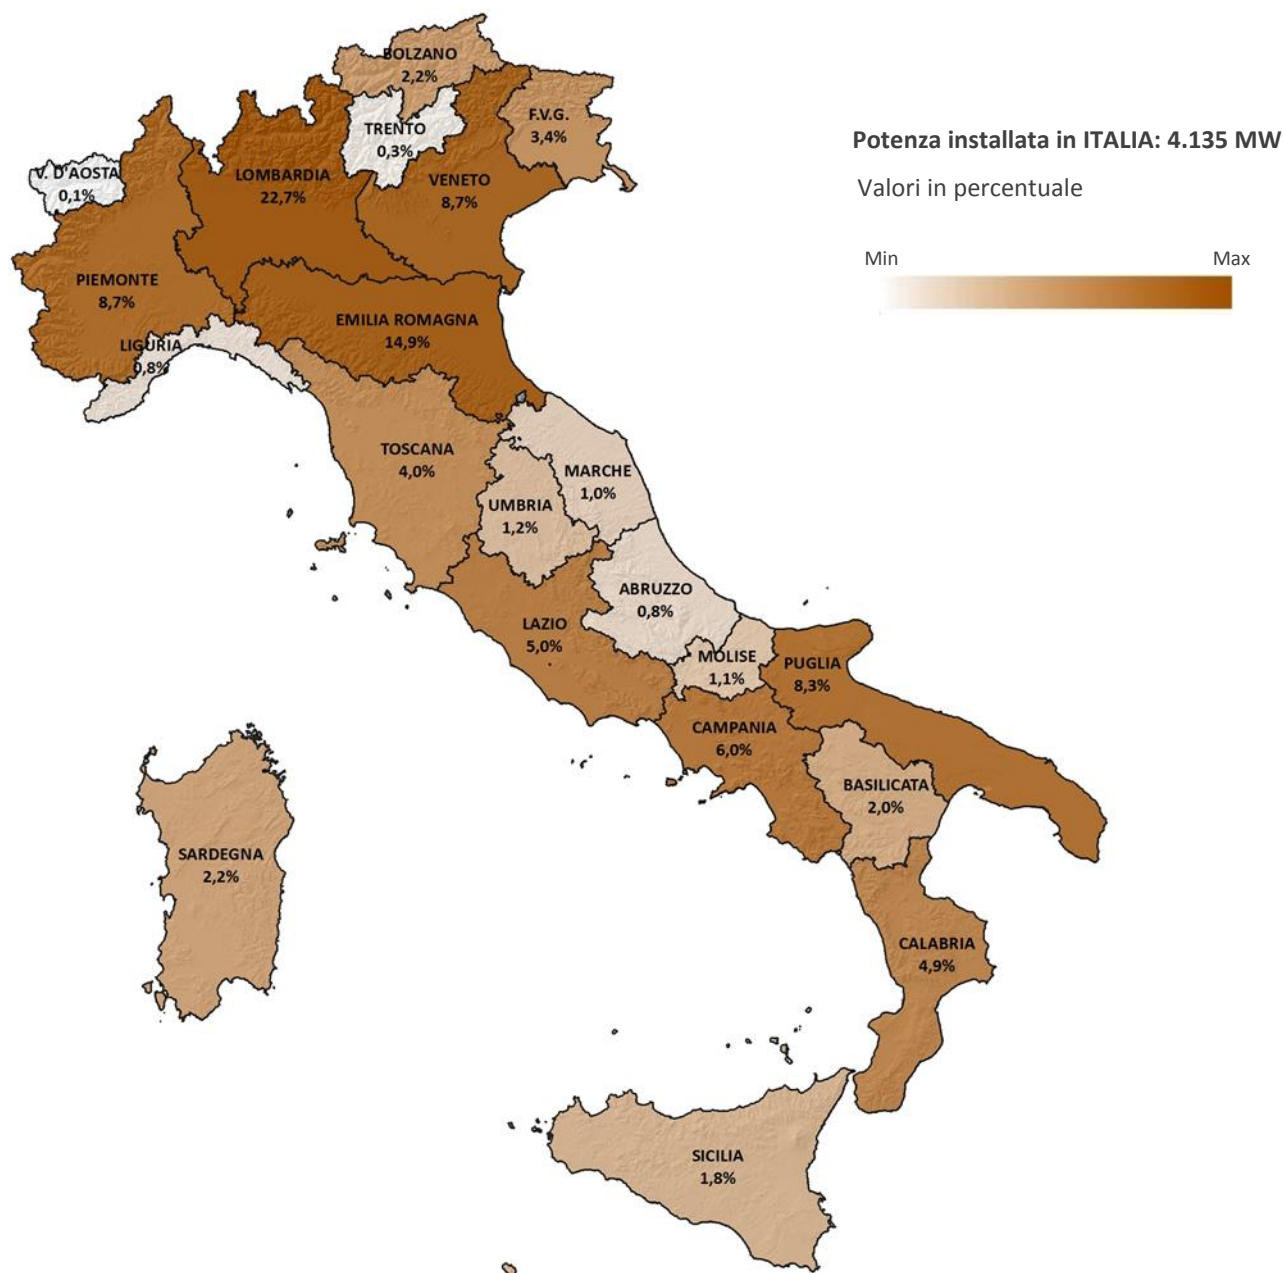 BOLZANO
2,2%
TRENTO
0,3%
F.V.G.
3,4%
V. D'AOSTA
0,1%
LOMBARDIA
22,7%
VENETO
8,7%
PIEMONTE
8,7%
EMILIA ROMAGNA
14,9%
LIGURIA
0,8%
TOSCANA
4,0%
MARCHE
1,0%
UMBRIA
1,2%
ABRUZZO
0,8%
LAZIO
5,0%
MOLISE
1,1%
PUGLIA
8,3%
CAMPANIA
6,0%
BASILICATA
2,0%
SARDEGNA
2,2%
CALABRIA
4,9%
SICILIA
1,8%
Potenza installata in ITALIA: 4.135 MW
Valori in percentuale
Min Max